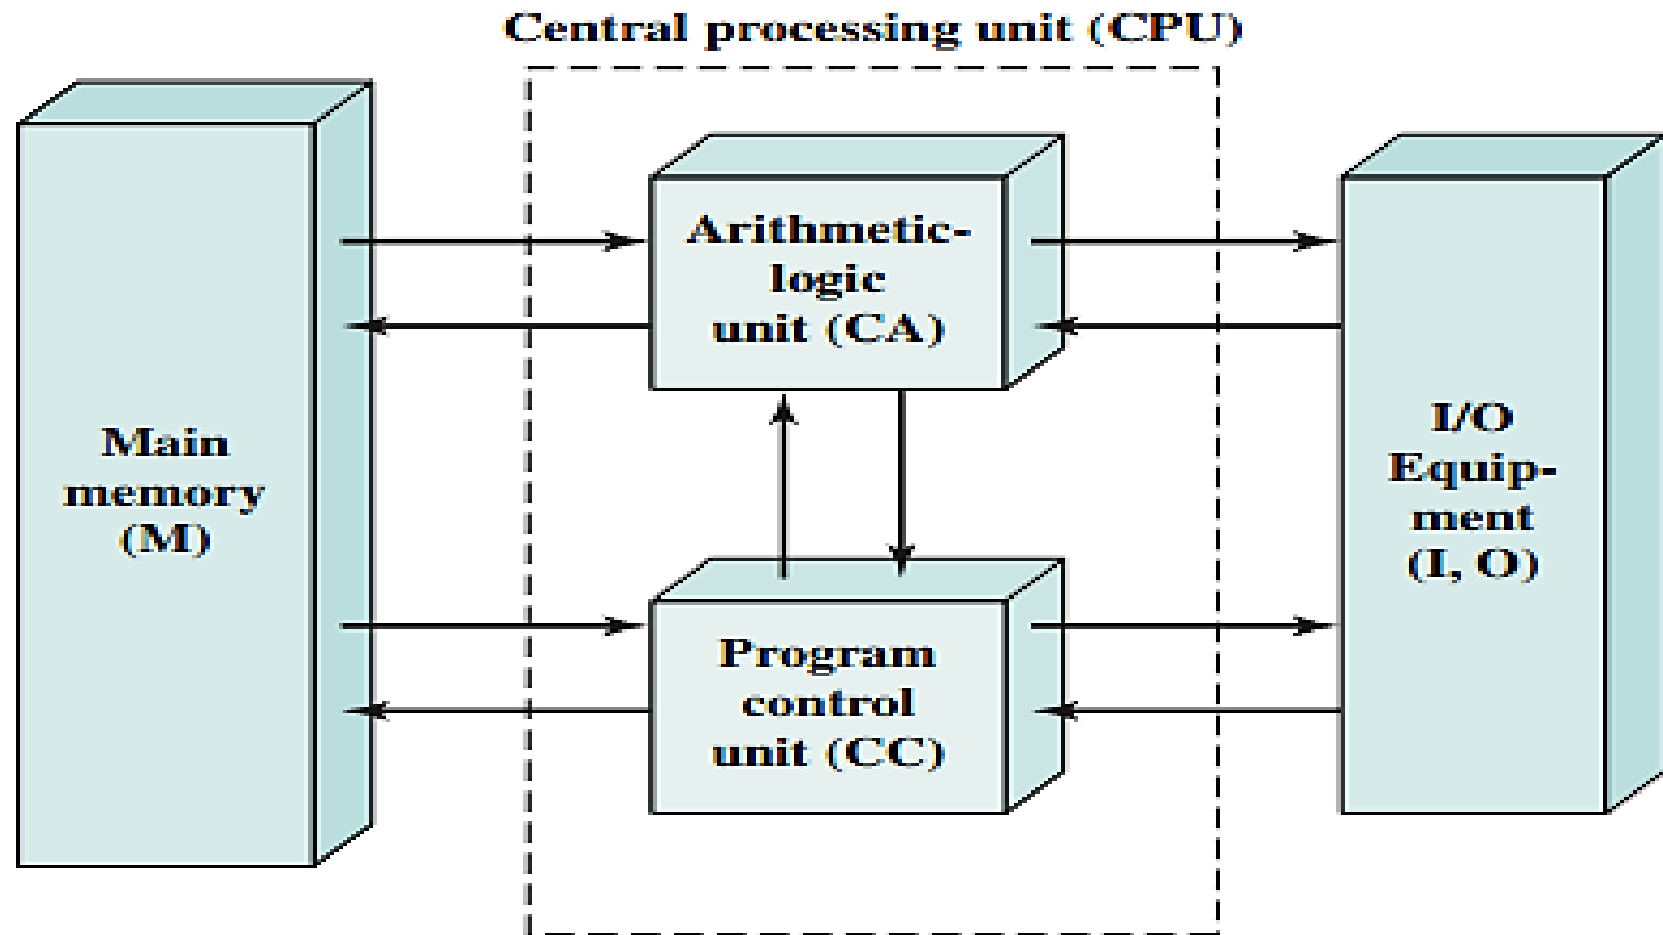 Central processing unit (CPU)
Main
memory
(M)
Arithmetic-
logic
unit (CA)
Program
control
unit (CC)
I/O
Equip-
ment
(I, O)